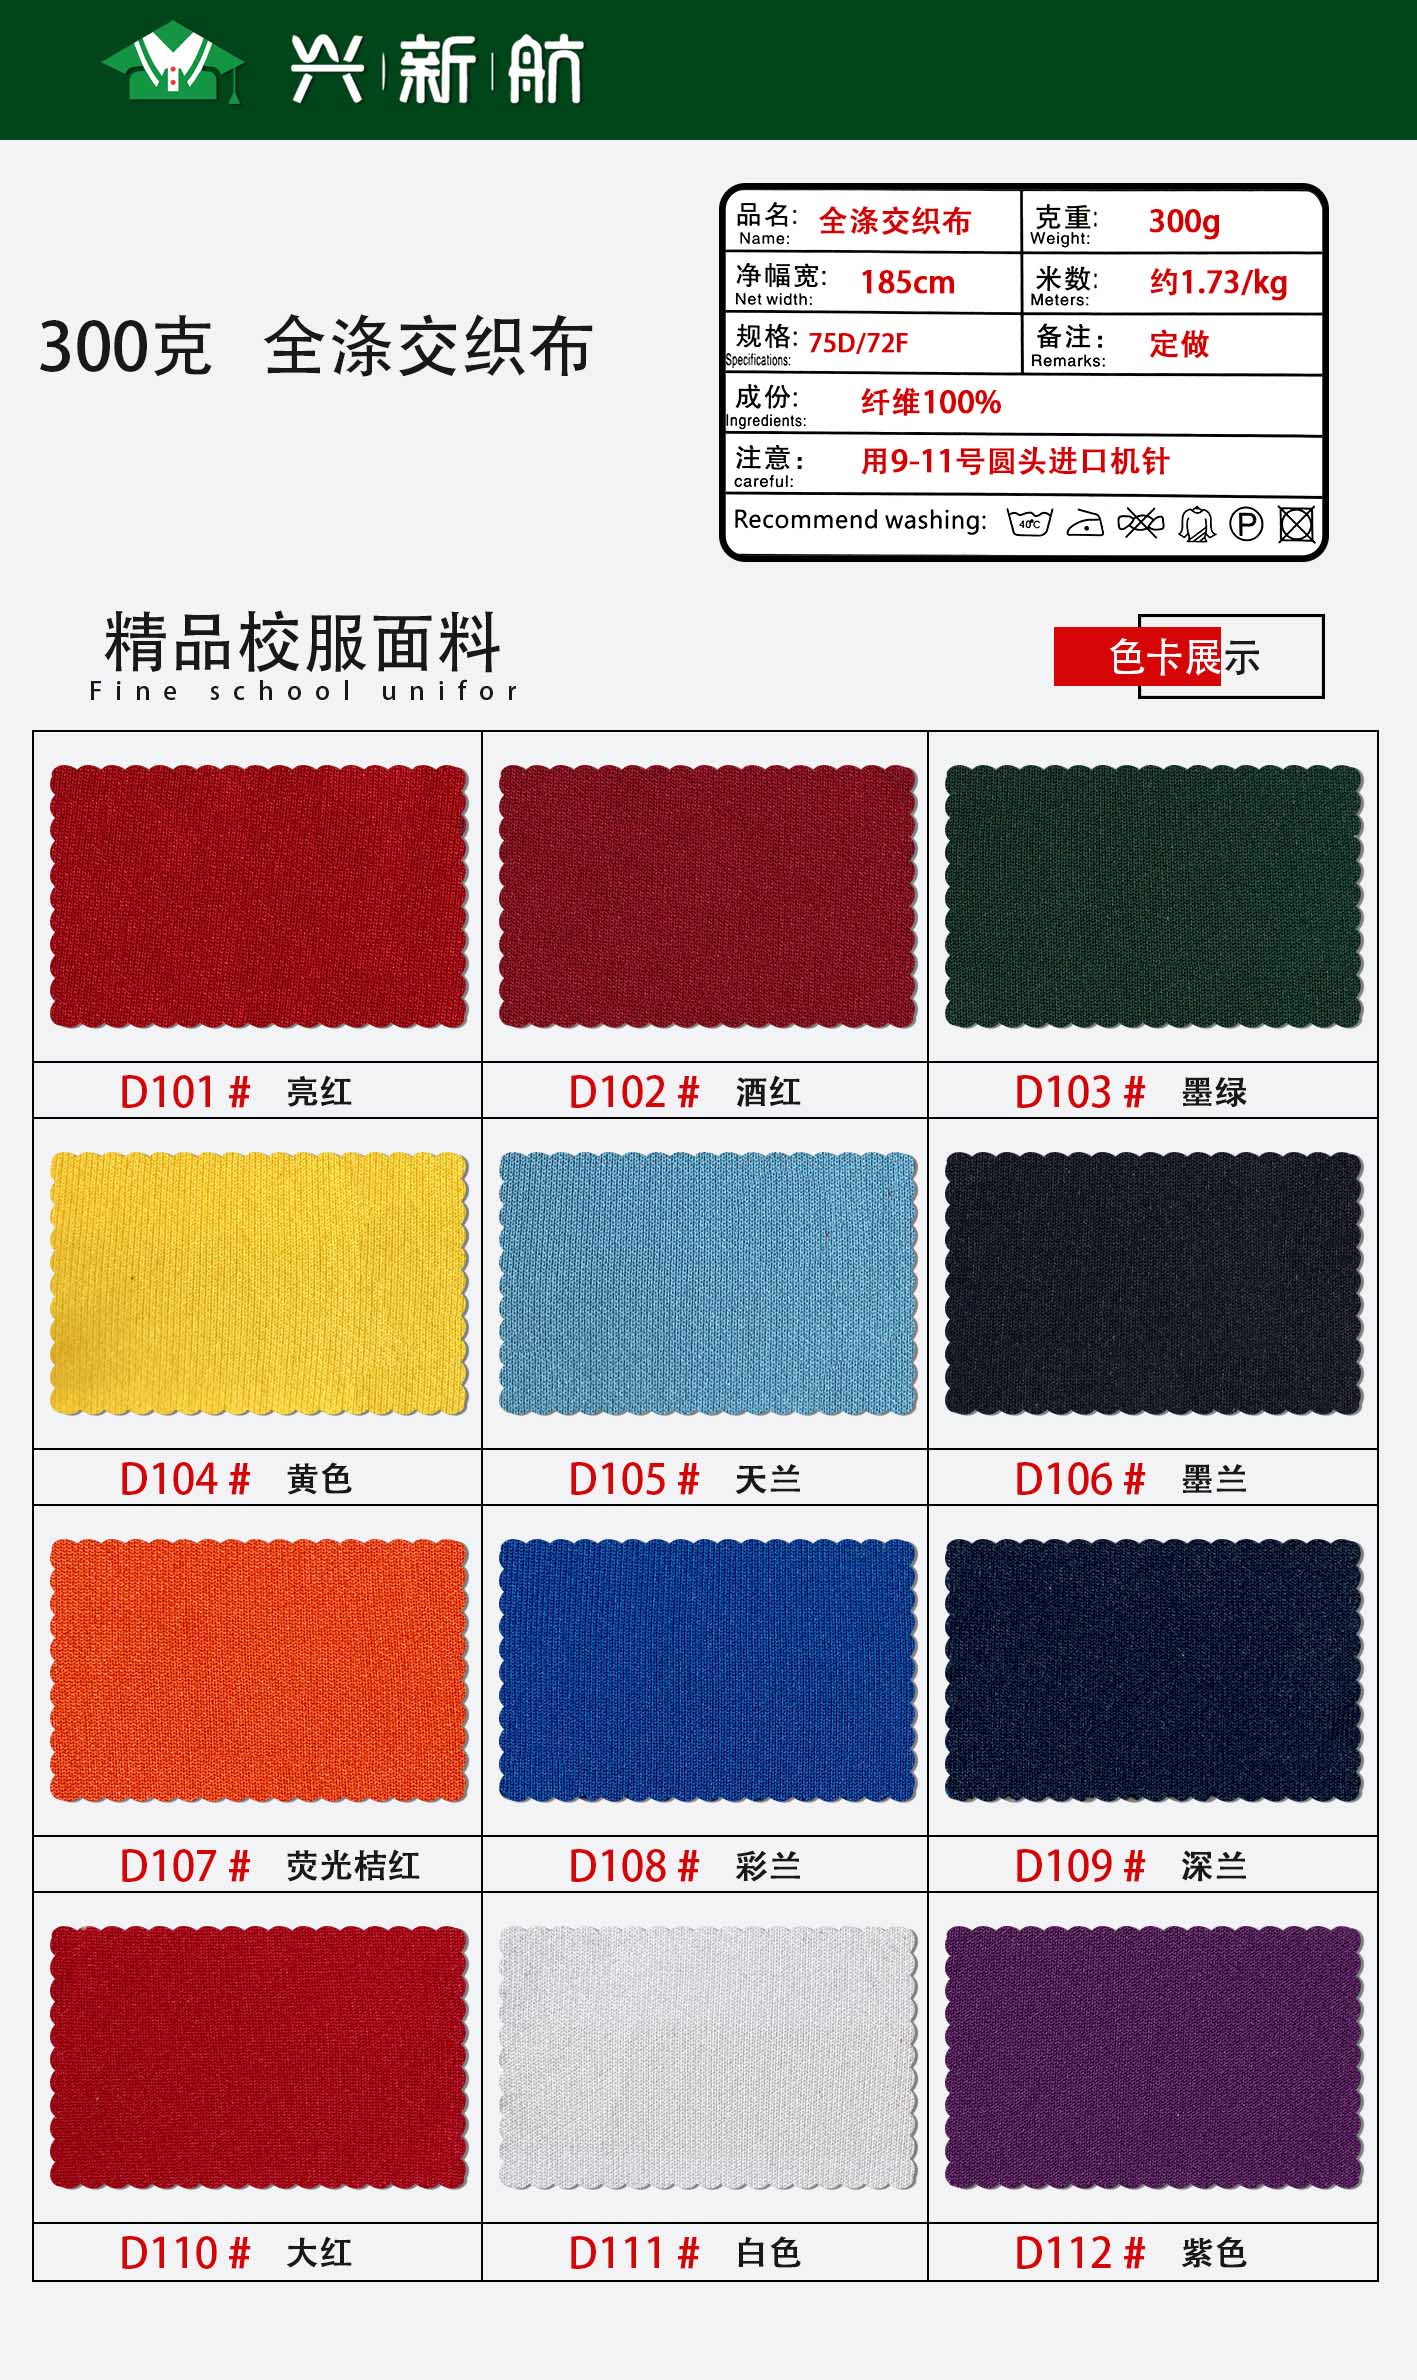 兴新航
300克 全涤交织布
品名: 全涤交织布 克重: 300g
Name: Weight:
净幅宽: 185cm 米数: 约1.73/kg
Net width: Meters:
规格: 75D/72F 备注: 定做
Specifications: Remarks:
成份: 纤维100%
Ingredients:
注意: 用9-11号圆头进口机针
careful:
Recommend washing: 40℃ P
精品校服面料
Fine school unifor
色卡展示
D101 # 亮红
D102 # 酒红
D103 # 墨绿
D104 # 黄色
D105 # 天兰
D106 # 墨兰
D107 # 荧光桔红
D108 # 彩兰
D109 # 深兰
D110 # 大红
D111 # 白色
D112 # 紫色